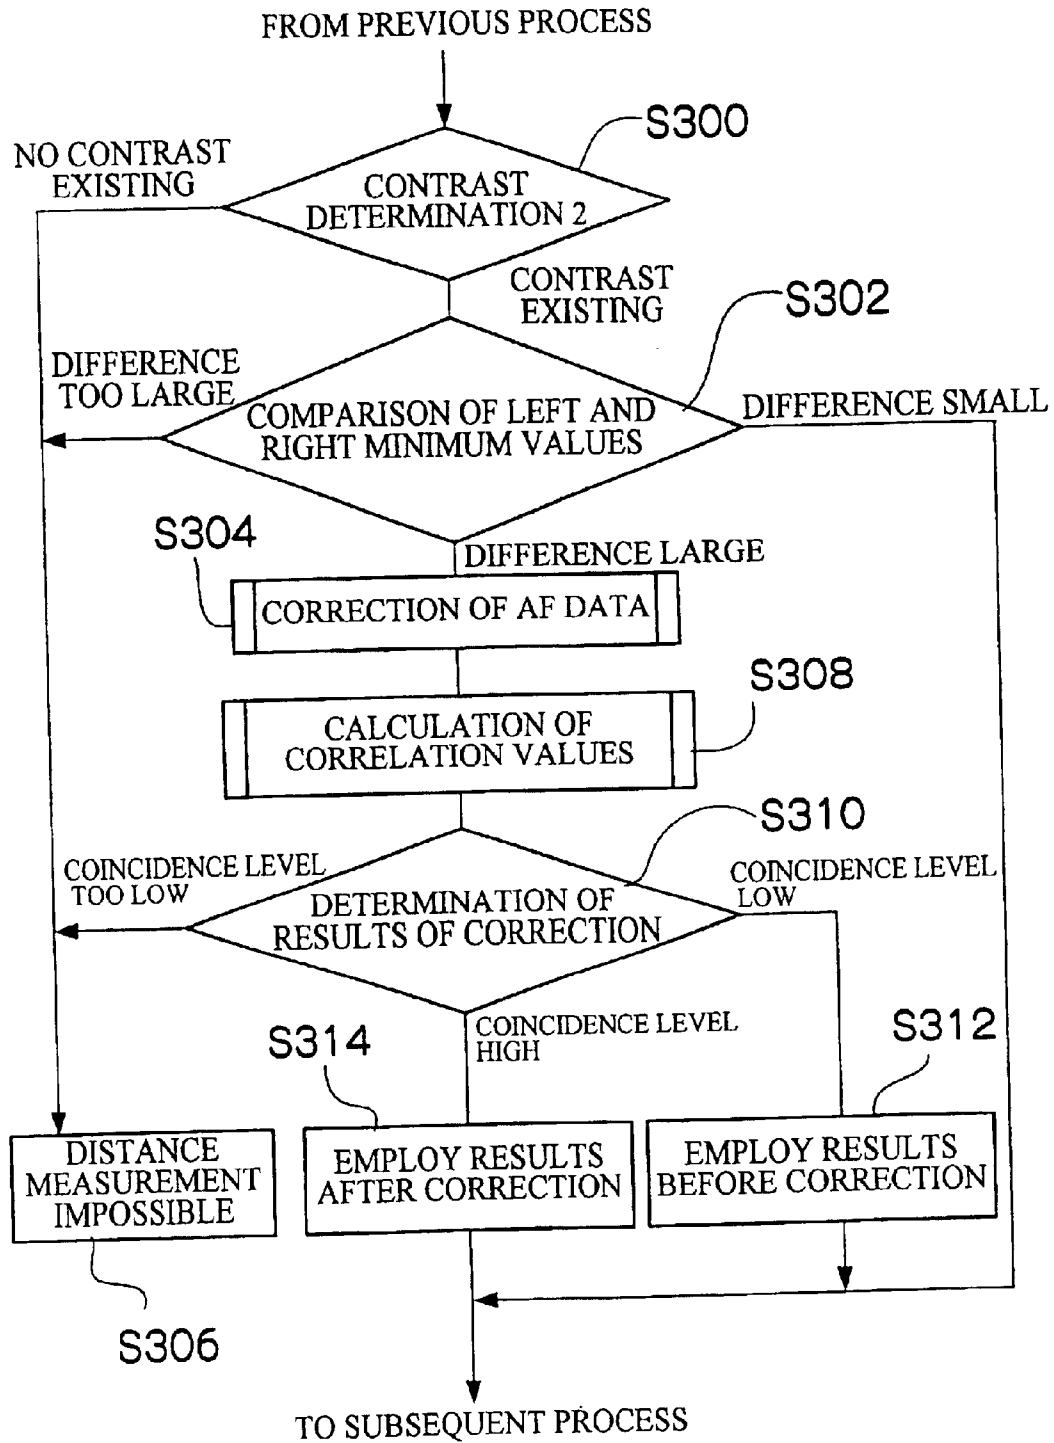 FROM PREVIOUS PROCESS
S300
NO CONTRAST
EXISTING
CONTRAST
DETERMINATION 2
CONTRAST
EXISTING
S302
DIFFERENCE
TOO LARGE
COMPARISON OF LEFT AND
RIGHT MINIMUM VALUES
DIFFERENCE SMALL
S304
DIFFERENCE LARGE
CORRECTION OF AF DATA
S308
CALCULATION OF
CORRELATION VALUES
S310
COINCIDENCE LEVEL
TOO LOW
DETERMINATION OF
RESULTS OF CORRECTION
COINCIDENCE LEVEL
LOW
COINCIDENCE LEVEL
HIGH
S314
S312
DISTANCE
MEASUREMENT
IMPOSSIBLE
EMPLOY RESULTS
AFTER CORRECTION
EMPLOY RESULTS
BEFORE CORRECTION
S306
TO SUBSEQUENT PROCESS